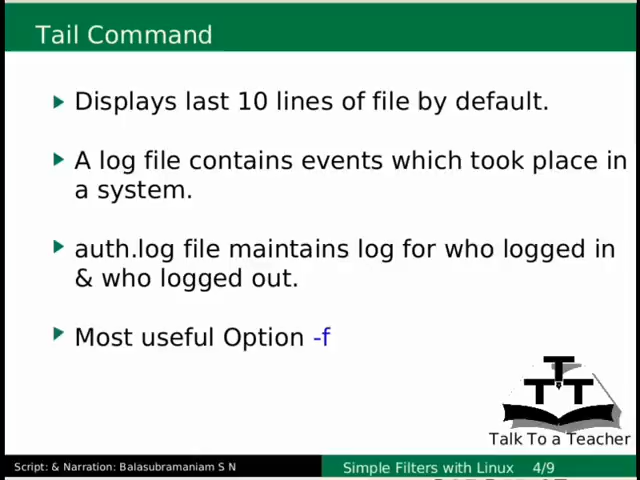 Tail Command
Displays last 10 lines of file by default.
A log file contains events which took place in
a system.
auth.log file maintains log for who logged in
& who logged out.
Most useful Option -f
T
T T
Talk To a Teacher
Script: & Narration: Balasubramaniam S N
Simple Filters with Linux 4/9